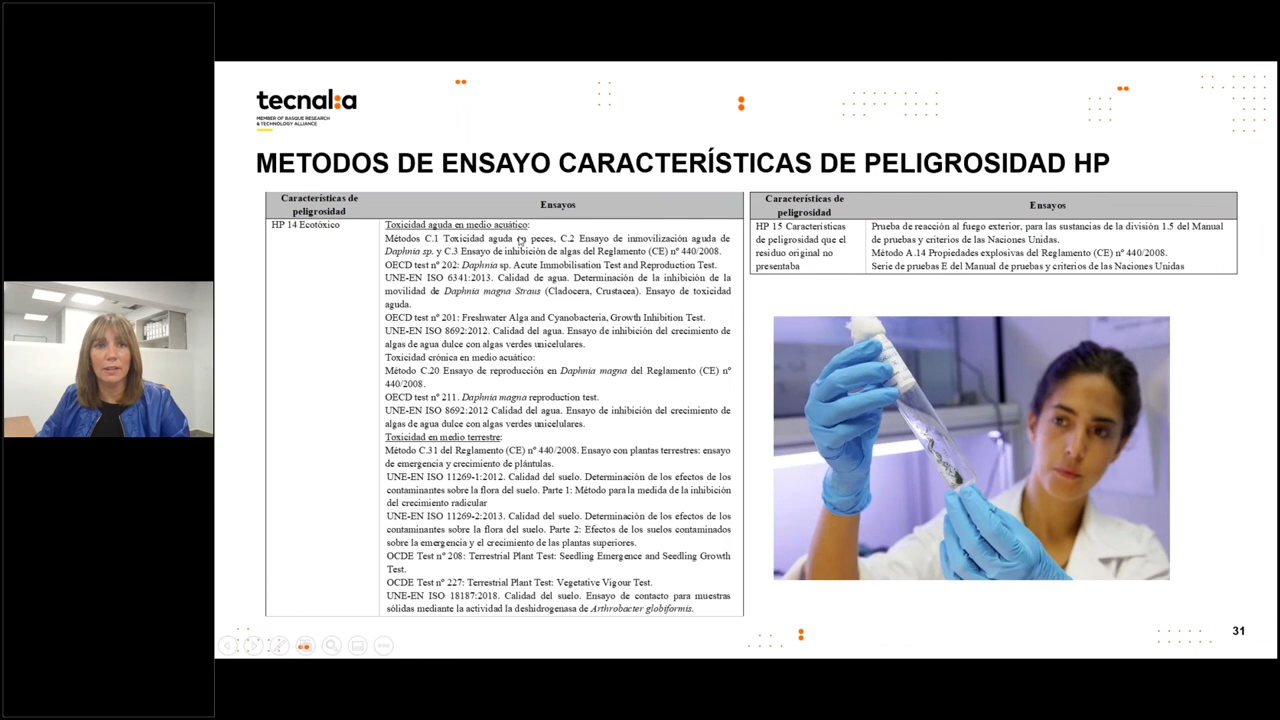 tecnal:a
MEMBER OF BASQUE RESEARCH
& TECHNOLOGY ALLIANCE
METODOS DE ENSAYO CARACTERÍSTICAS DE PELIGROSIDAD HP
Características de
peligrosidad
Ensayos
HP 14 Ecotóxico
Toxicidad aguda en medio acuático:
Métodos C.1 Toxicidad aguda en peces, C.2 Ensayo de inmovilización aguda de
Daphnia sp. y C.3 Ensayo de inhibición de algas del Reglamento (CE) nº 440/2008.
OECD test nº 202: Daphnia sp. Acute Immobilisation Test and Reproduction Test.
UNE-EN ISO 6341:2013. Calidad de agua. Determinación de la inhibición de la
movilidad de Daphnia magna Straus (Cladocera, Crustacea). Ensayo de toxicidad
aguda.
OECD test nº 201: Freshwater Alga and Cyanobacteria, Growth Inhibition Test.
UNE-EN ISO 8692:2012. Calidad del agua. Ensayo de inhibición del crecimiento de
algas de agua dulce con algas verdes unicelulares.
Toxicidad crónica en medio acuático:
Método C.20 Ensayo de reproducción en Daphnia magna del Reglamento (CE) nº
440/2008.
OECD test nº 211. Daphnia magna reproduction test.
UNE-EN ISO 8692:2012 Calidad del agua. Ensayo de inhibición del crecimiento de
algas de agua dulce con algas verdes unicelulares.
Toxicidad en medio terrestre:
Método C.31 del Reglamento (CE) nº 440/2008. Ensayo con plantas terrestres: ensayo
de emergencia y crecimiento de plántulas.
UNE-EN ISO 11269-1:2012. Calidad del suelo. Determinación de los efectos de los
contaminantes sobre la flora del suelo. Parte 1: Método para la medida de la inhibición
del crecimiento radicular
UNE-EN ISO 11269-2:2013. Calidad del suelo. Determinación de los efectos de los
contaminantes sobre la flora del suelo. Parte 2: Efectos de los suelos contaminados
sobre la emergencia y el crecimiento de las plantas superiores.
OCDE Test nº 208: Terrestrial Plant Test: Seedling Emergence and Seedling Growth
Test.
OCDE Test nº 227: Terrestrial Plant Test: Vegetative Vigour Test.
UNE-EN ISO 18187:2018. Calidad del suelo. Ensayo de contacto para muestras
sólidas mediante la actividad la deshidrogenasa de Arthrobacter globiformis.
Características de
peligrosidad
Ensayos
HP 15 Características
de peligrosidad que el
residuo original no
presentaba
Prueba de reacción al fuego exterior, para las sustancias de la división 1.5 del Manual
de pruebas y criterios de las Naciones Unidas.
Método A.14 Propiedades explosivas del Reglamento (CE) nº 440/2008.
Serie de pruebas E del Manual de pruebas y criterios de las Naciones Unidas
31